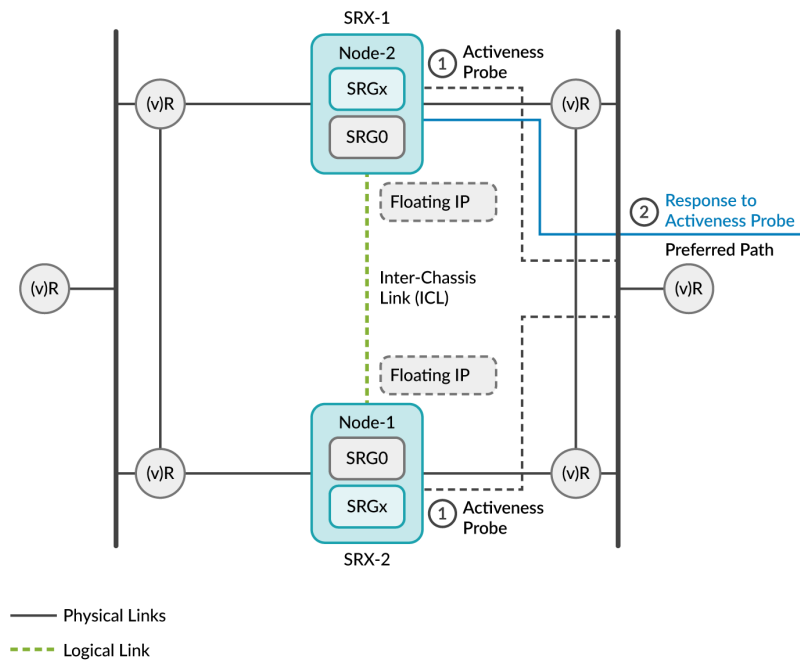 SRX-1
Node-2
SRGx
SRG0
1
Activeness
Probe
(v)R
(v)R
Floating IP
2
Response to
Activeness Probe
Preferred Path
(v)R
Inter-Chassis
Link (ICL)
(v)R
Floating IP
Node-1
SRG0
SRGx
(v)R
(v)R
1
Activeness
Probe
SRX-2
Physical Links
Logical Link